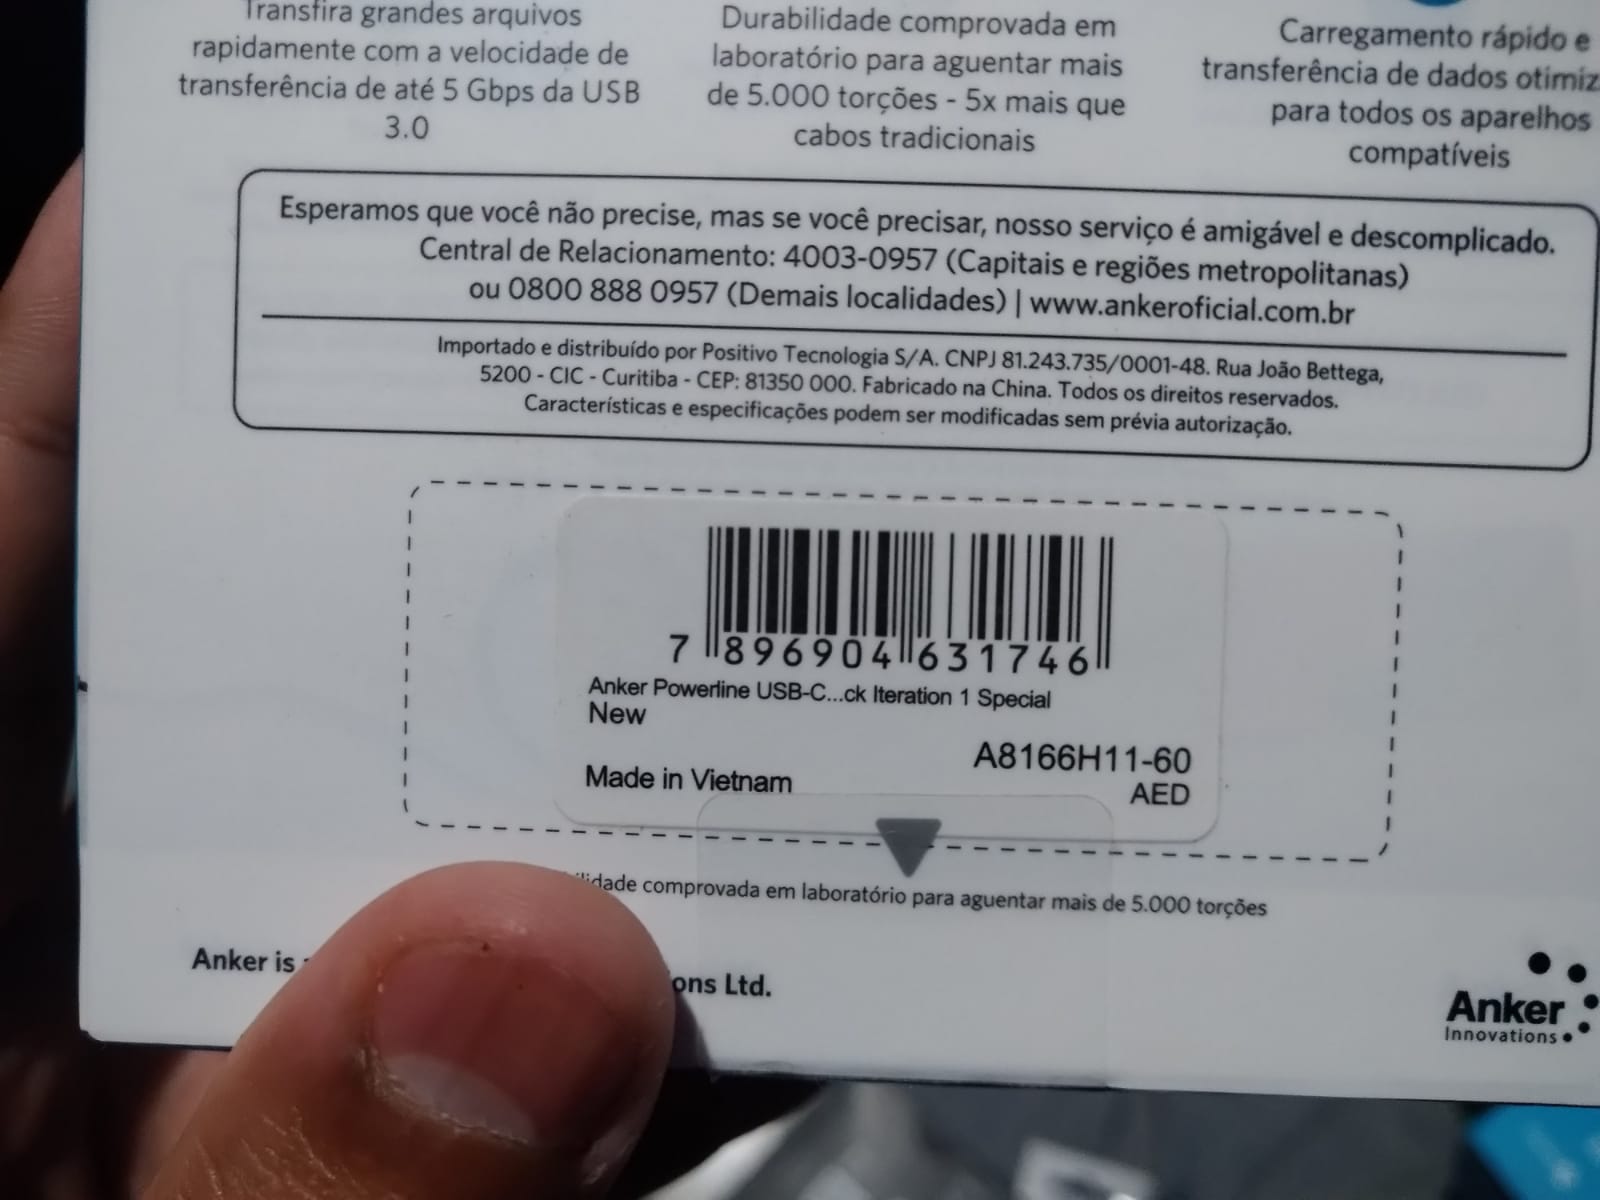 Transfira grandes arquivos
rapidamente com a velocidade de
transferência de até 5 Gbps da USB
3.0
Durabilidade comprovada em
laboratório para aguentar mais
de 5.000 torções - 5x mais que
cabos tradicionais
Carregamento rápido e
transferência de dados otimiz
para todos os aparelhos
compatíveis
Esperamos que você não precise, mas se você precisar, nosso serviço é amigável e descomplicado.
Central de Relacionamento: 4003-0957 (Capitais e regiões metropolitanas)
ou 0800 888 0957 (Demais localidades) | www.ankeroficial.com.br
Importado e distribuído por Positivo Tecnologia S/A. CNPJ 81.243.735/0001-48. Rua João Bettega,
5200 - CIC - Curitiba - CEP: 81350 000. Fabricado na China. Todos os direitos reservados.
Características e especificações podem ser modificadas sem prévia autorização.
7 896904 631746
Anker Powerline USB-C...ck Iteration 1 Special
New
A8166H11-60
Made in Vietnam
AED
idade comprovada em laboratório para aguentar mais de 5.000 torções
Anker is
ons Ltd.
Anker
Innovations